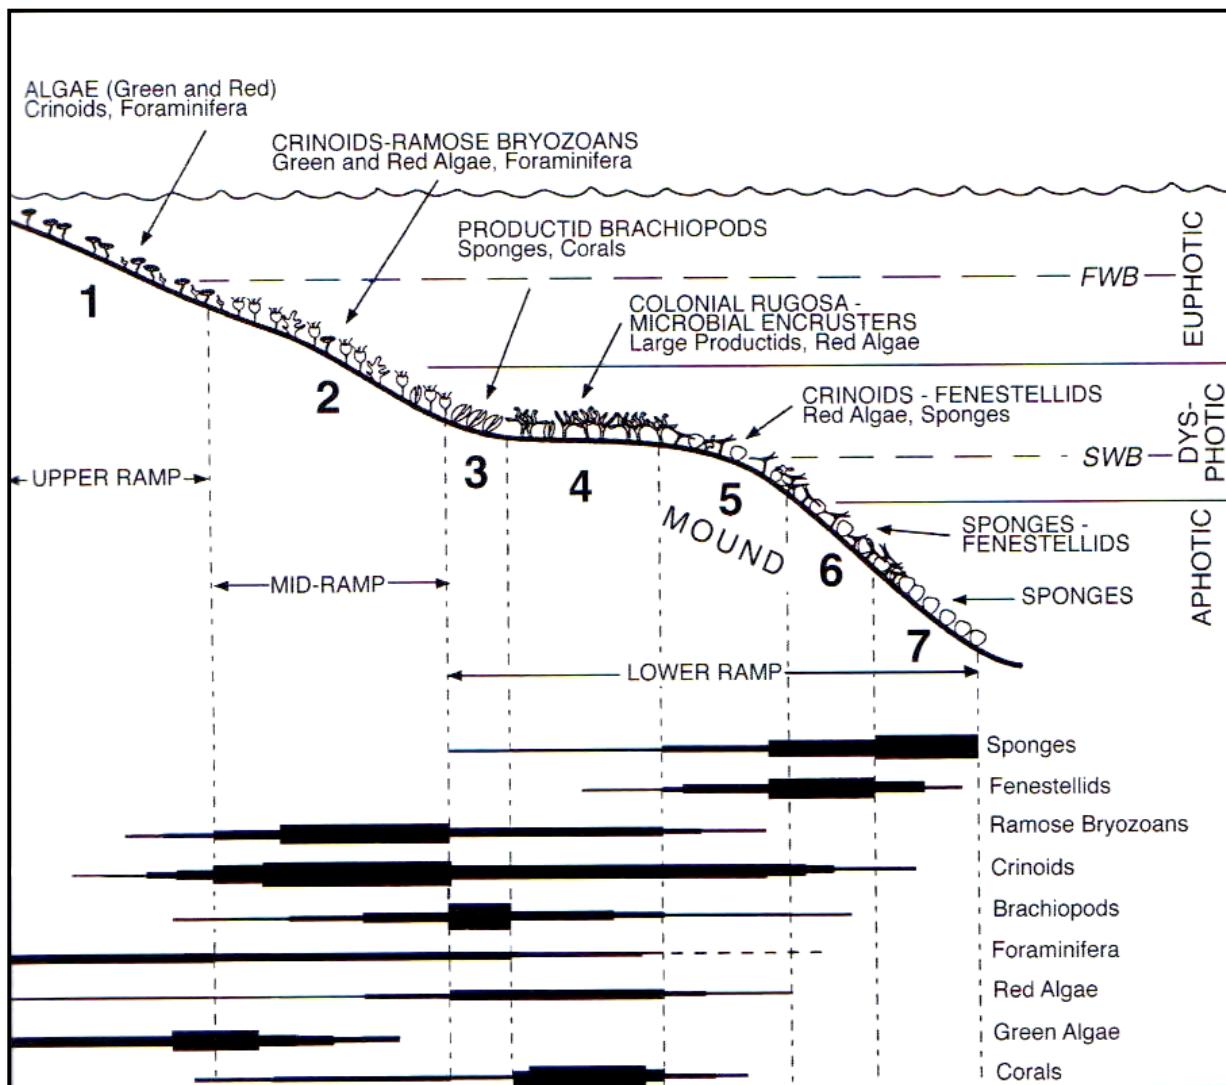 ALGAE (Green and Red)
Crinoids, Foraminifera
CRINOIDS-RAMOSE BRYOZOANS
Green and Red Algae, Foraminifera
PRODUCTID BRACHIOPODS
Sponges, Corals
FWB
EUPHOTIC
1
COLONIAL RUGOSA -
MICROBIAL ENCRUSTERS
Large Productids, Red Algae
2
CRINOIDS - FENESTELLIDS
Red Algae, Sponges
DYS-
PHOTIC
SWB
UPPER RAMP
3
4
5
MOUND
SPONGES -
FENESTELLIDS
APHOTIC
6
MID-RAMP
SPONGES
7
LOWER RAMP
Sponges
Fenestellids
Ramose Bryozoans
Crinoids
Brachiopods
Foraminifera
Red Algae
Green Algae
Corals